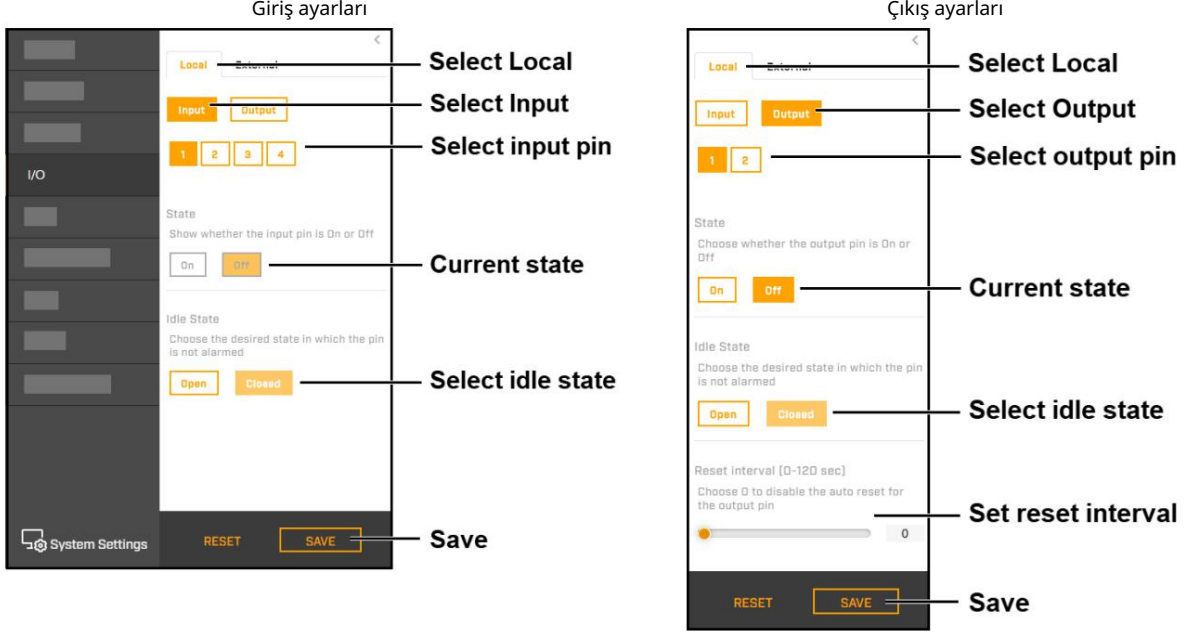 Giriş ayarları
Local External
Input Output
1 2 3 4
I/O
State
Show whether the input pin is On or Off
On Off
Idle State
Choose the desired state in which the pin
is not alarmed
Open Closed
System Settings
RESET SAVE
Select Local
Select Input
Select input pin
Current state
Select idle state
Save
Çıkış ayarları
Local External
Input Output
1 2
State
Choose whether the output pin is On or
Off
On Off
Idle State
Choose the desired state in which the pin
is not alarmed
Open Closed
Reset interval (0-120 sec)
Choose 0 to disable the auto reset for
the output pin
0
RESET SAVE
Select Local
Select Output
Select output pin
Current state
Select idle state
Set reset interval
Save